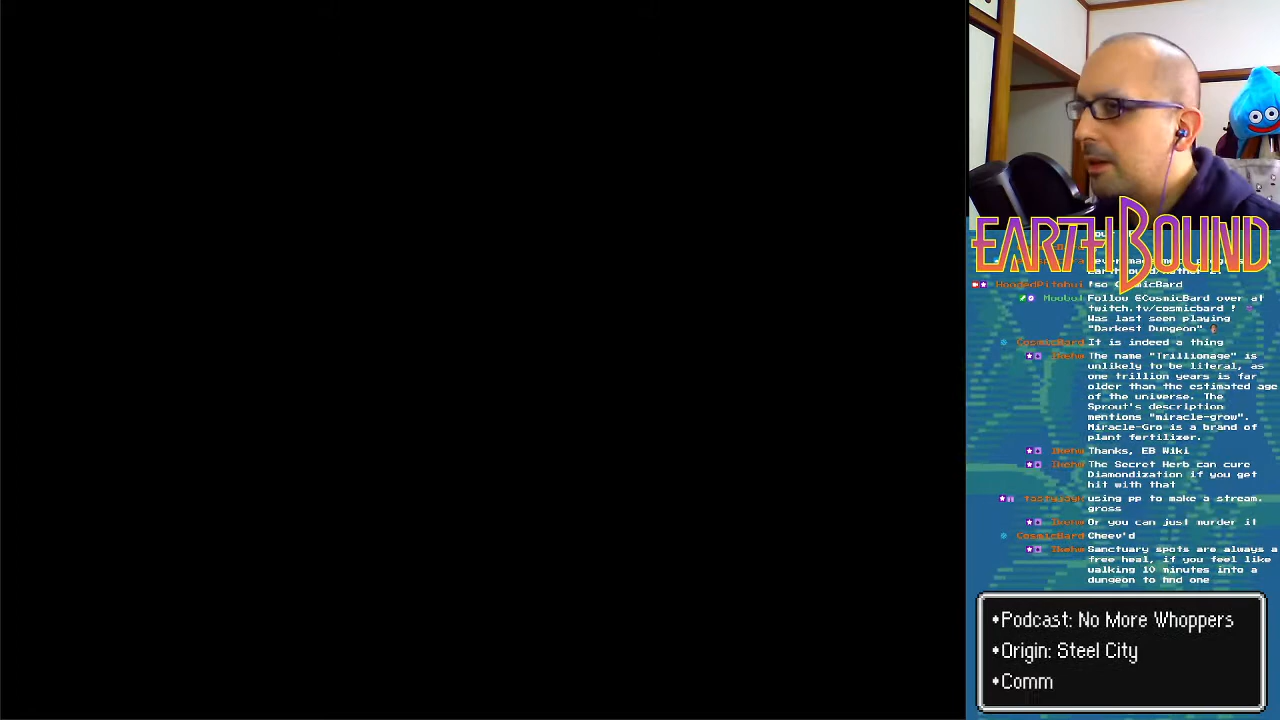 EARTHBOUND
!so CosmicBard
Moobot Follow @CosmicBard over at
twitch.tv/cosmicbard !
Was last seen playing
"Darkest Dungeon"
CosmicBard It is indeed a thing
The name "Trillionage" is
unlikely to be literal, as
one trillion years is far
older than the estimated age
of the universe. The
Sprout's description
mentions "miracle-grow".
Miracle-Gro is a brand of
plant fertilizer.
Thanks, EB Wiki
The Secret Herb can cure
Diamondization if you get
hit with that
using pp to make a stream.
gross
Or you can just murder it
CosmicBard Cheev'd
Sanctuary spots are always a
free heal, if you feel like
walking 10 minutes into a
dungeon to find one
•Podcast: No More Whoppers
•Origin: Steel City
•Comm